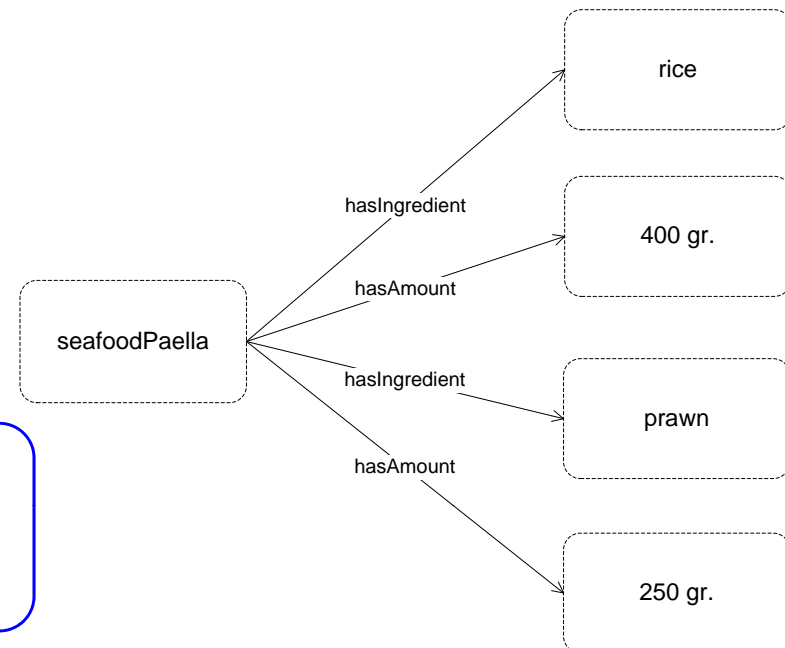 rice
hasIngredient
400 gr.
hasAmount
seafoodPaella
hasIngredient
prawn
hasAmount
250 gr.